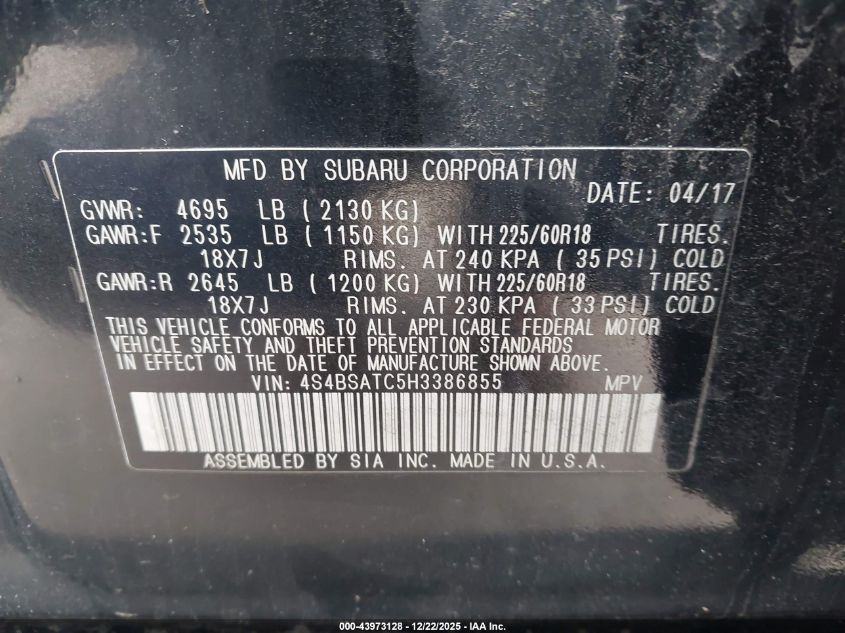 MFD BY SUBARU CORPORATION
DATE: 04/17
GVWR: 4695 LB ( 2130 KG)
GAWR:F 2535 LB ( 1150 KG) WITH 225/60R18 TIRES.
18X7J RIMS. AT 240 KPA ( 35 PSI) COLD
GAWR:R 2645 LB ( 1200 KG) WITH 225/60R18 TIRES.
18X7J RIMS. AT 230 KPA ( 33 PSI) COLD
THIS VEHICLE CONFORMS TO ALL APPLICABLE FEDERAL MOTOR
VEHICLE SAFETY AND THEFT PREVENTION STANDARDS
IN EFFECT ON THE DATE OF MANUFACTURE SHOWN ABOVE.
VIN: 4S4BSATC5H3386855 MPV
ASSEMBLED BY SIA INC. MADE IN U.S.A.
000-43973128 - 12/22/2025 - IAA Inc.